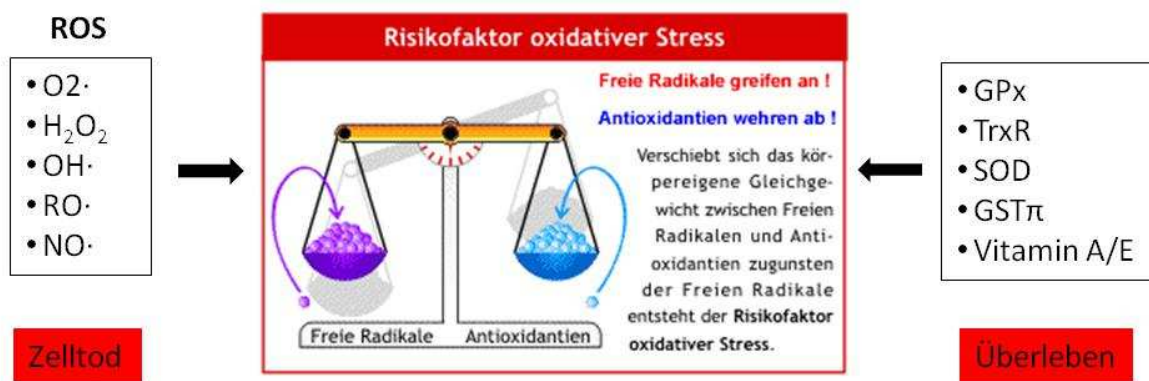 ROS
• O2·
• H₂O₂
• OH·
• RO·
• NO·
Zelltod
Risikofaktor oxidativer Stress
Freie Radikale greifen an !
Antioxidantien wehren ab !
Verschiebt sich das kör-
pereigene Gleichge-
wicht zwischen Freien
Radikalen und Anti-
oxidantien zugunsten
der Freien Radikale
entsteht der Risikofaktor
oxidativer Stress.
Freie Radikale
Antioxidantien
• GPx
• TrxR
• SOD
• GSTπ
• Vitamin A/E
Überleben